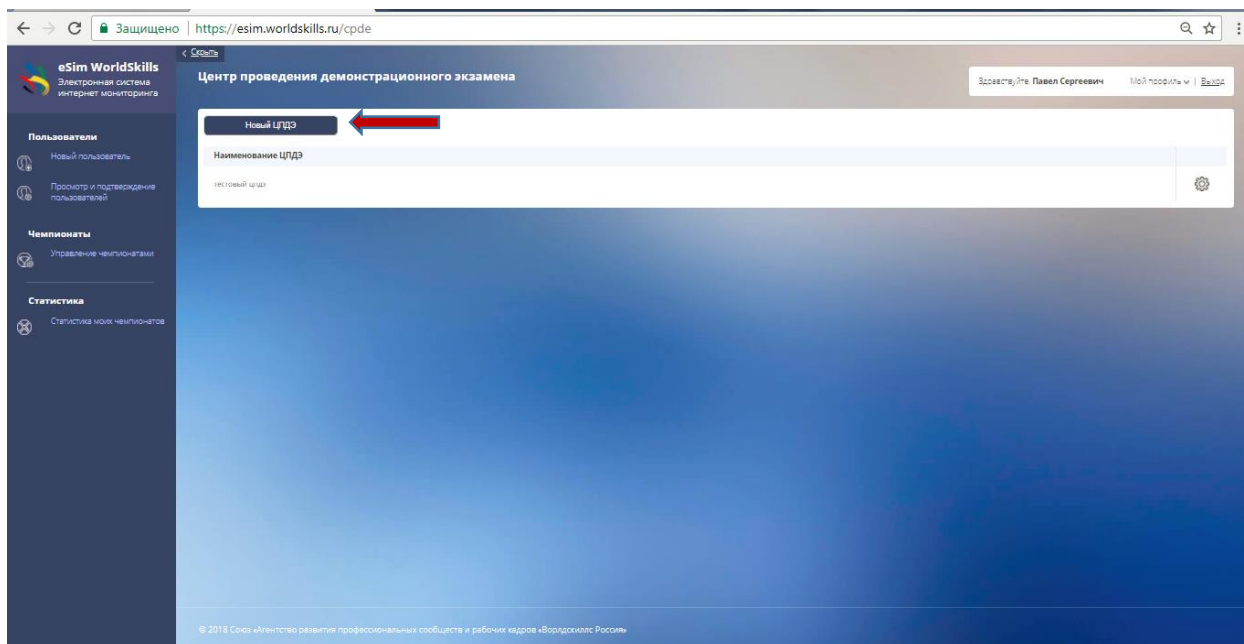 Защищено | https://esim.worldskills.ru/cpde
< Скрыть
eSim WorldSkills
Электронная система
интернет мониторинга
Центр проведения демонстрационного экзамена
Здравствуйте, Павел Сергеевич Мой профиль | Выход
Пользователи
Новый пользователь
Просмотр и подтверждение
пользователей
Чемпионаты
Управление чемпионатами
Статистика
Статистика моих чемпионатов
Новый ЦПДЭ
Наименование ЦПДЭ
тестовый цпдэ
© 2018 Союз «Агентство развития профессиональных сообществ и рабочих кадров «Ворлдскиллс Россия»